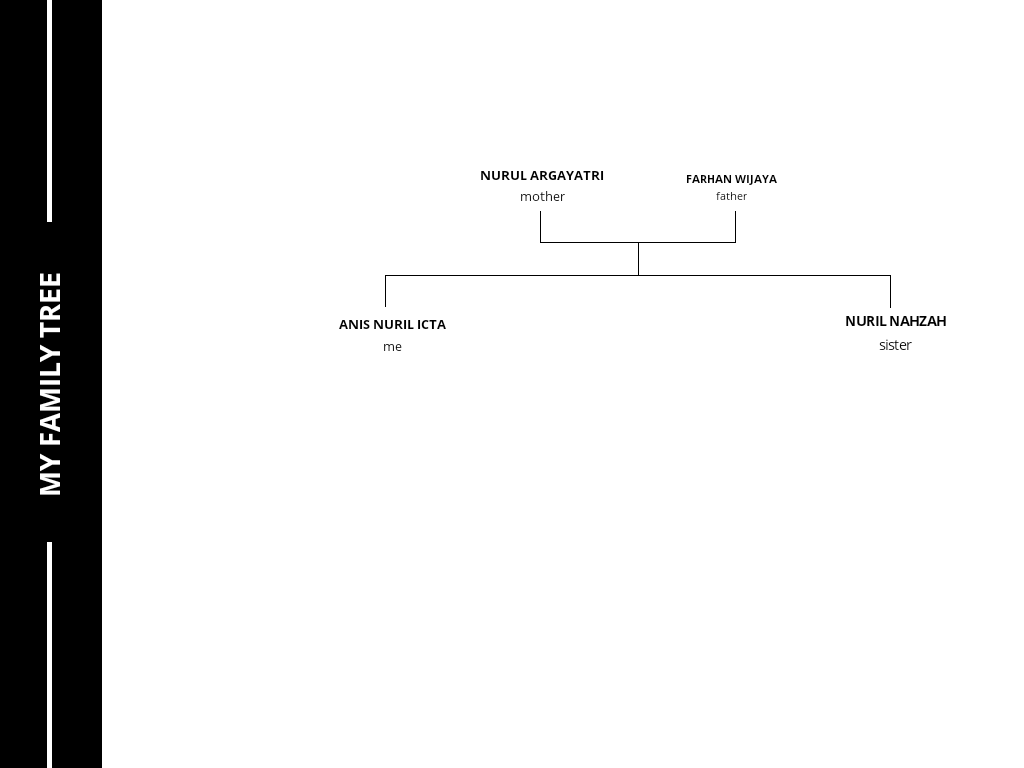 MY FAMILY TREE
NURUL ARGAYATRI
mother
FARHAN WIJAYA
father
ANIS NURIL ICTA
me
NURIL NAHZAH
sister